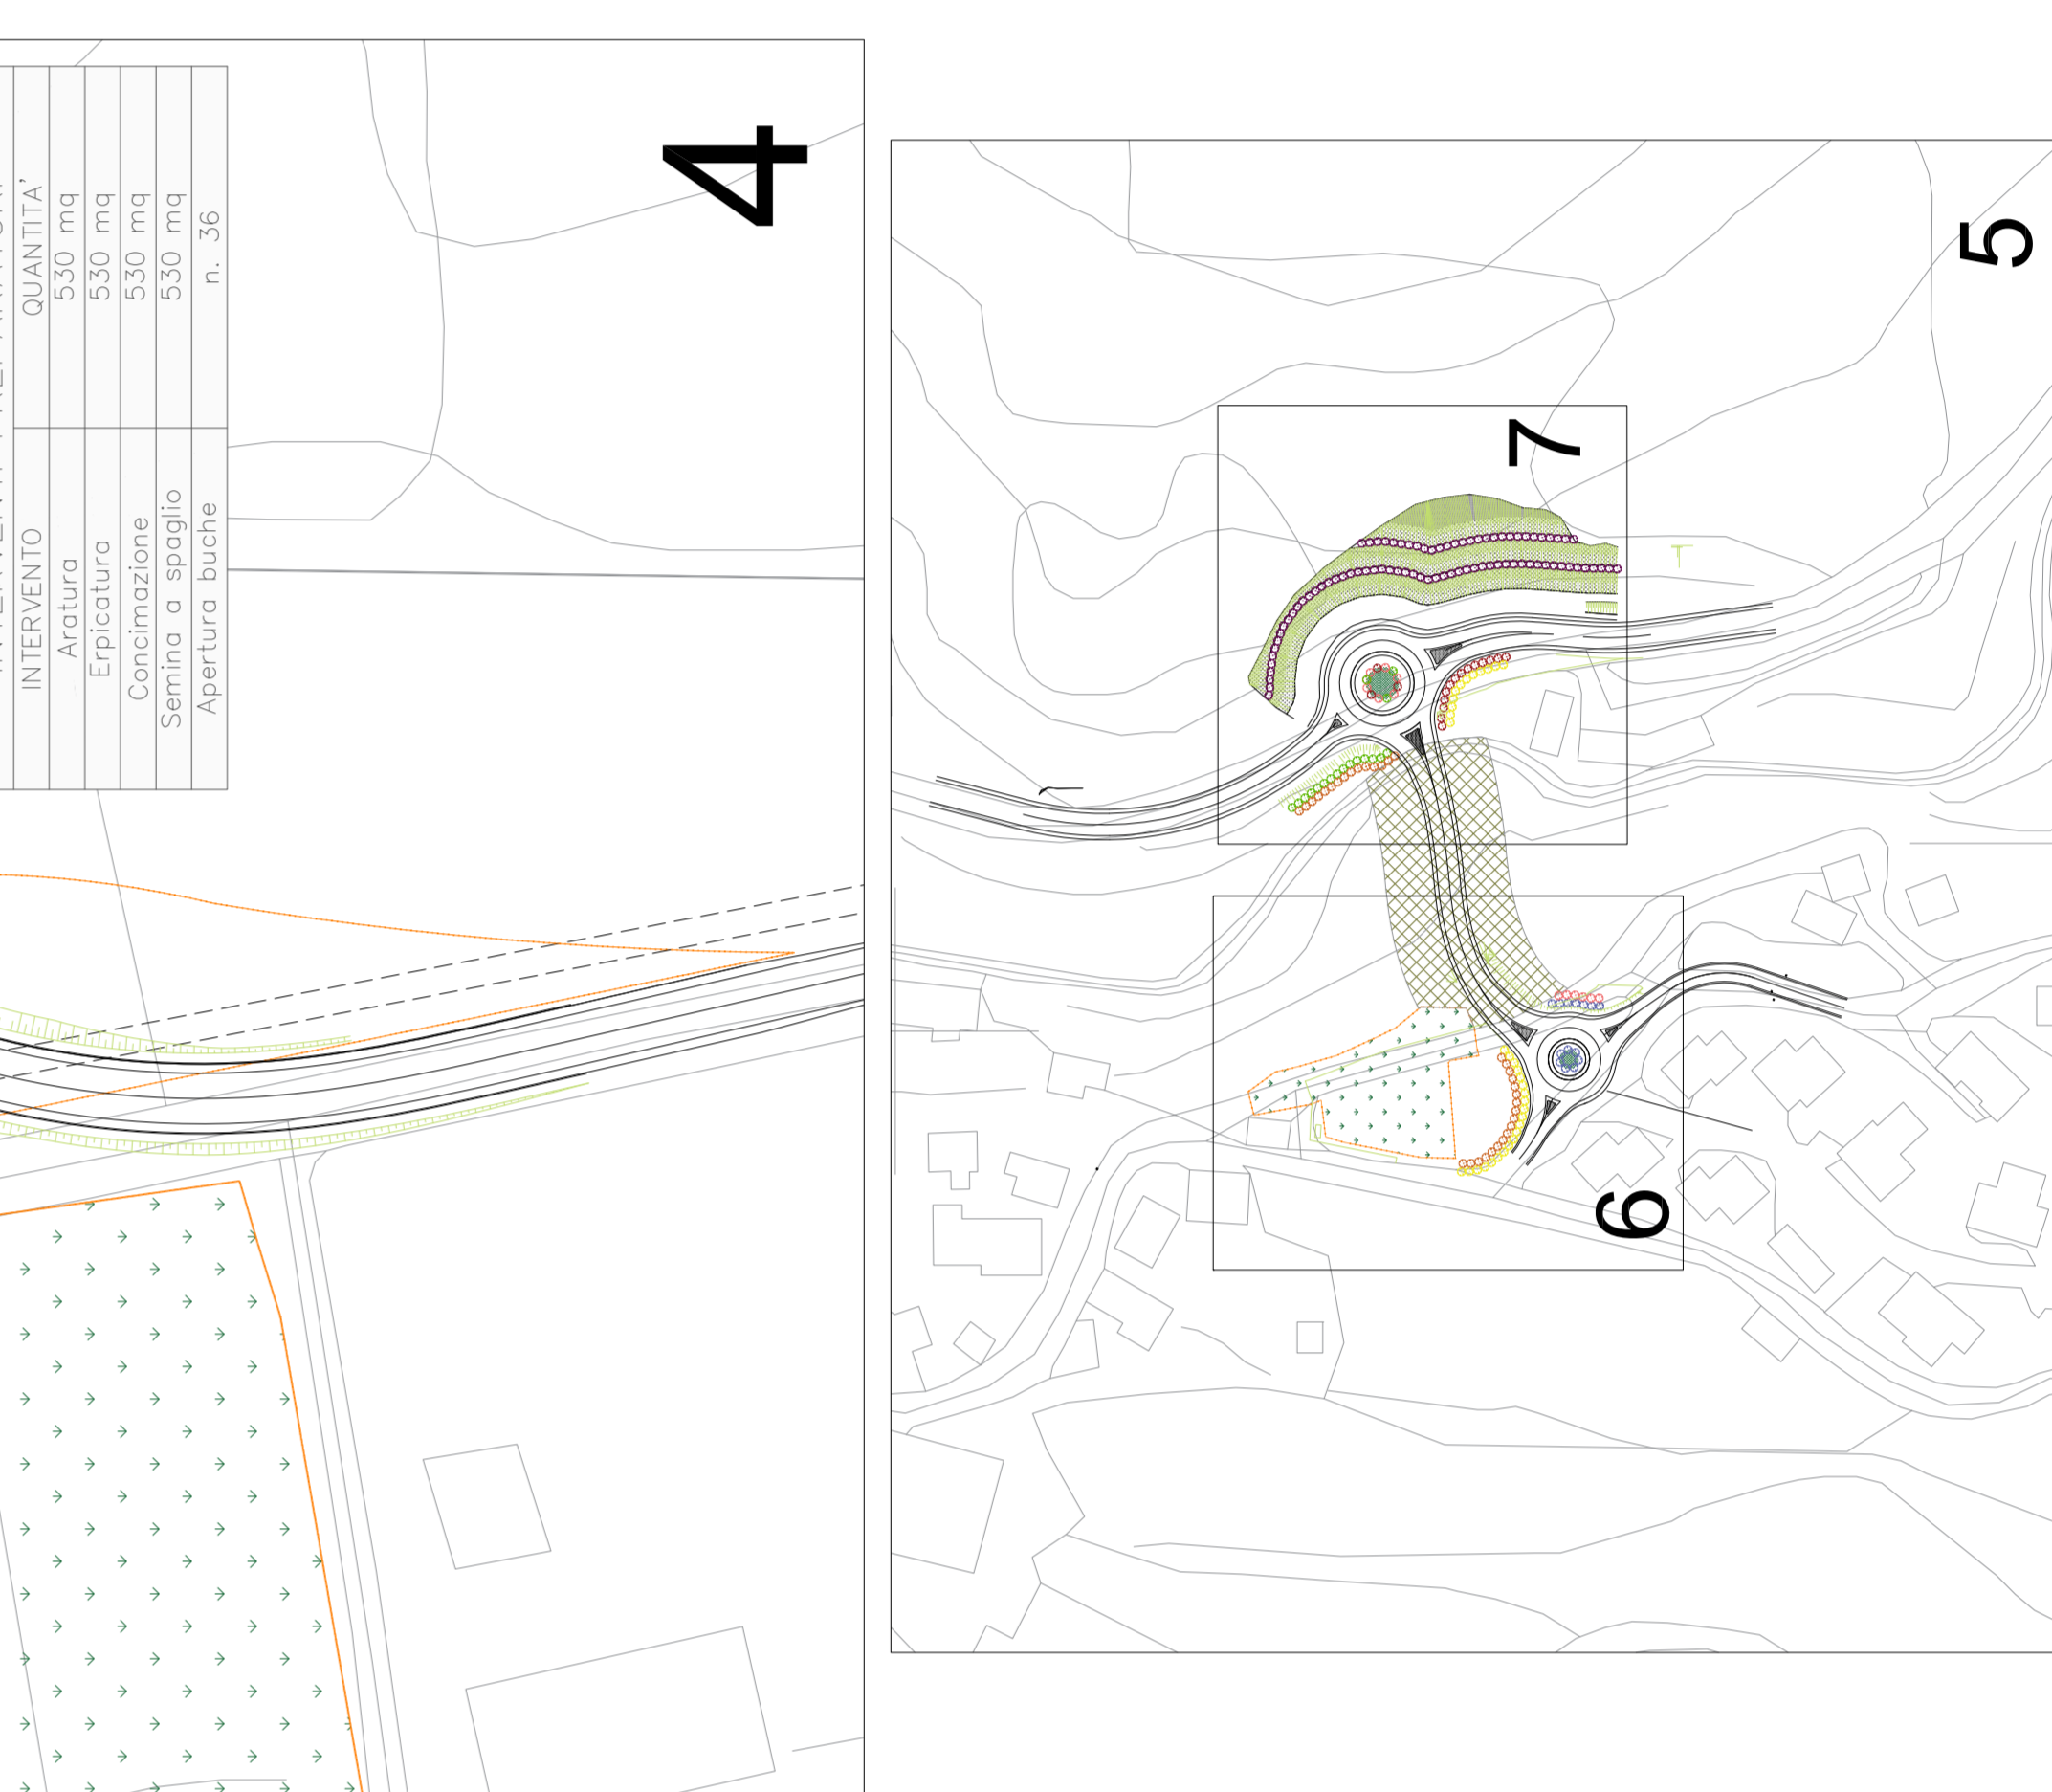 INTERVENTO QUANTITA'
Aratura 530 mq
Erpicatura 530 mq
Concimazione 530 mq
Semina a spaglio 530 mq
Apertura buche n. 36
4
5
7
6